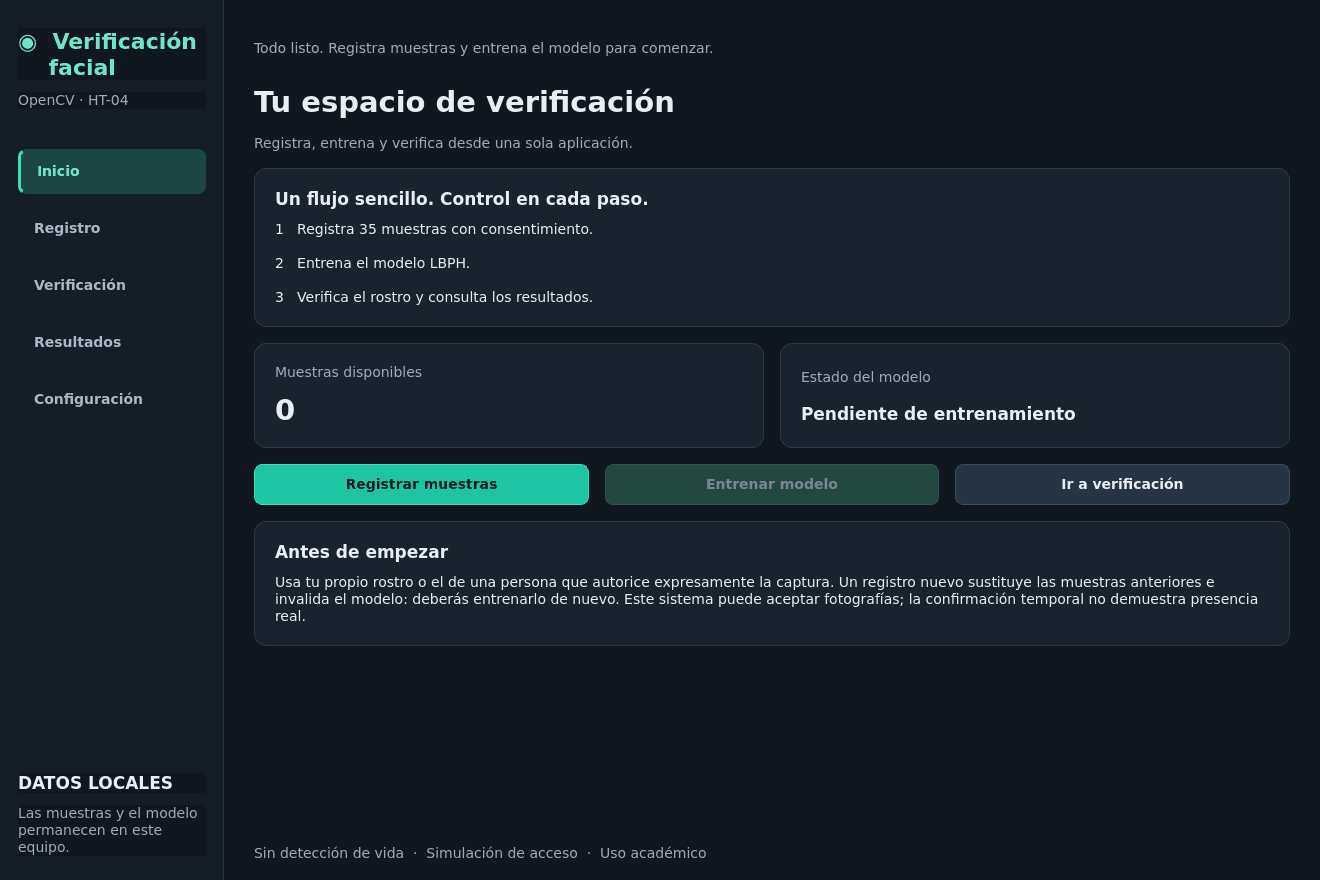 ◉ Verificación
facial
OpenCV · HT-04
Inicio
Registro
Verificación
Resultados
Configuración
DATOS LOCALES
Las muestras y el modelo
permanecen en este
equipo.
Todo listo. Registra muestras y entrena el modelo para comenzar.
Tu espacio de verificación
Registra, entrena y verifica desde una sola aplicación.
Un flujo sencillo. Control en cada paso.
1 Registra 35 muestras con consentimiento.
2 Entrena el modelo LBPH.
3 Verifica el rostro y consulta los resultados.
Muestras disponibles
0
Estado del modelo
Pendiente de entrenamiento
Registrar muestras
Entrenar modelo
Ir a verificación
Antes de empezar
Usa tu propio rostro o el de una persona que autorice expresamente la captura. Un registro nuevo sustituye las muestras anteriores e
invalida el modelo: deberás entrenarlo de nuevo. Este sistema puede aceptar fotografías; la confirmación temporal no demuestra presencia
real.
Sin detección de vida · Simulación de acceso · Uso académico